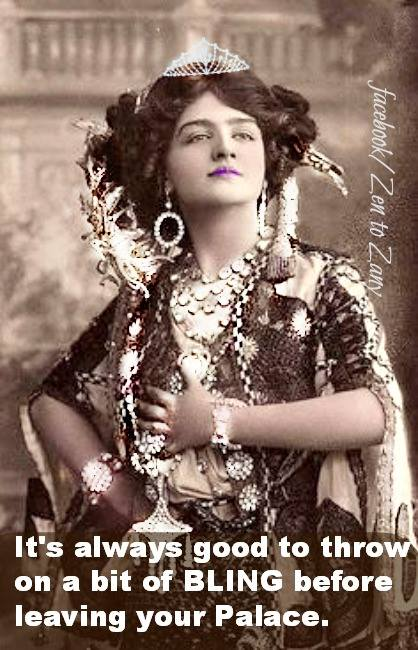 facebook/ Zen to Zany
It's always good to throw
on a bit of BLING before
leaving your Palace.